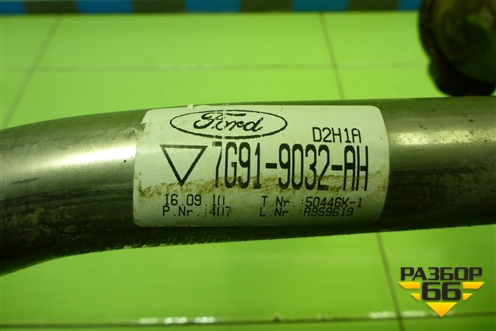 Ford
D2H1A
7G91-9032-AH
16.09.10 T.Nr. 50446K-1
P.Nr. 407 L.Nr. A959619
РАЗБОР
66